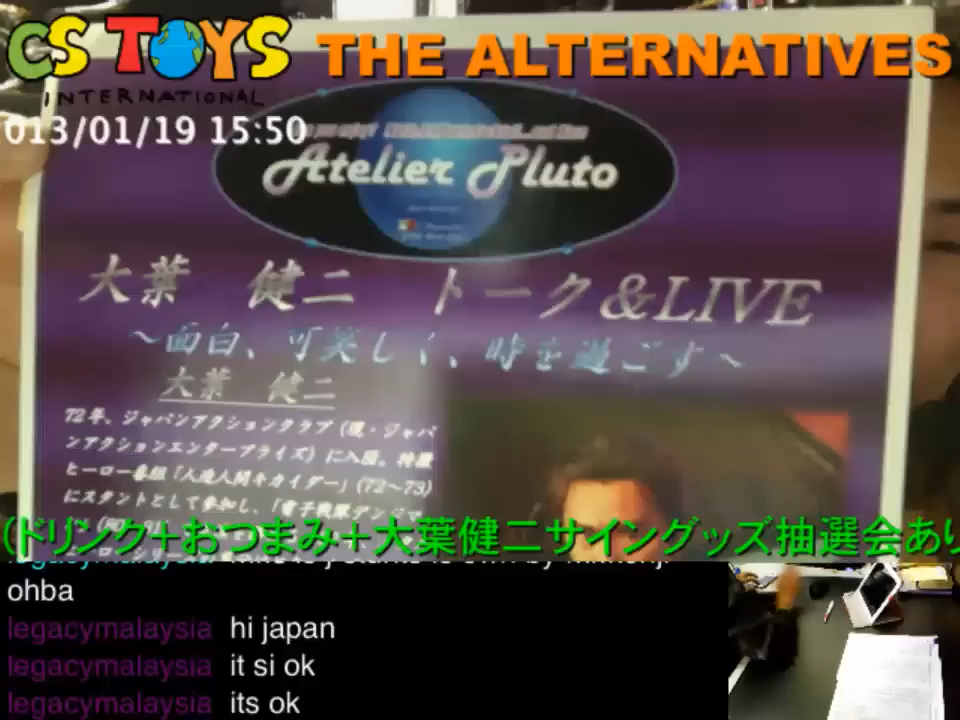 CS TOYS
INTERNATIONAL
THE ALTERNATIVES
013/01/19 15:50
Atelier Pluto
大葉 健二 トーク&LIVE
～面白、可笑しく、時を過ごす～
大葉 健二
72年、ジャパンアクションクラブ (現・ジャパ
ンアクションエンタープライズ) に入団。特撮
ヒーロー番組「人造人間キカイダー」(72～73)
にスタントとして参加し、「電子戦隊デンジマ
(ドリンク+おつまみ+大葉健二サイングッズ抽選会あり
ohba
legacymalaysia hi japan
legacymalaysia it si ok
legacymalaysia its ok